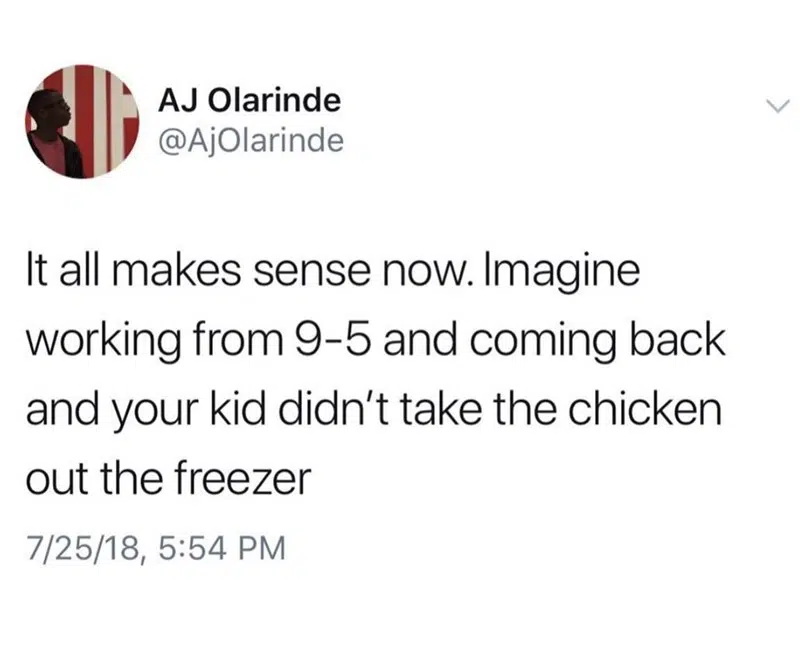 AJ Olarinde
@AjOlarinde
It all makes sense now. Imagine
working from 9-5 and coming back
and your kid didn't take the chicken
out the freezer
7/25/18, 5:54 PM